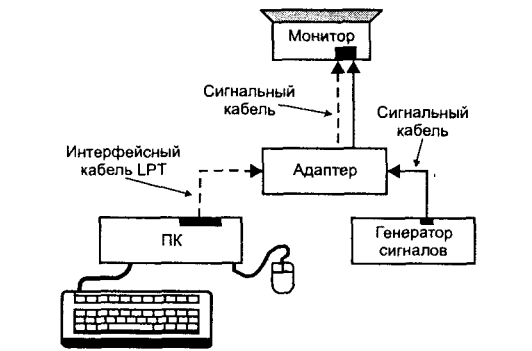 Монитор
Сигнальный
кабель
Сигнальный
кабель
Интерфейсный
кабель LPT
Адаптер
ПК
Генератор
сигналов